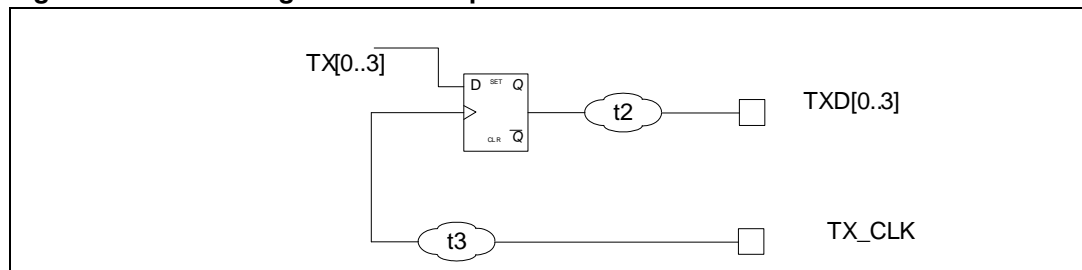 TX[0..3]
D SET Q
CLR Q
t2
TXD[0..3]
t3
TX_CLK